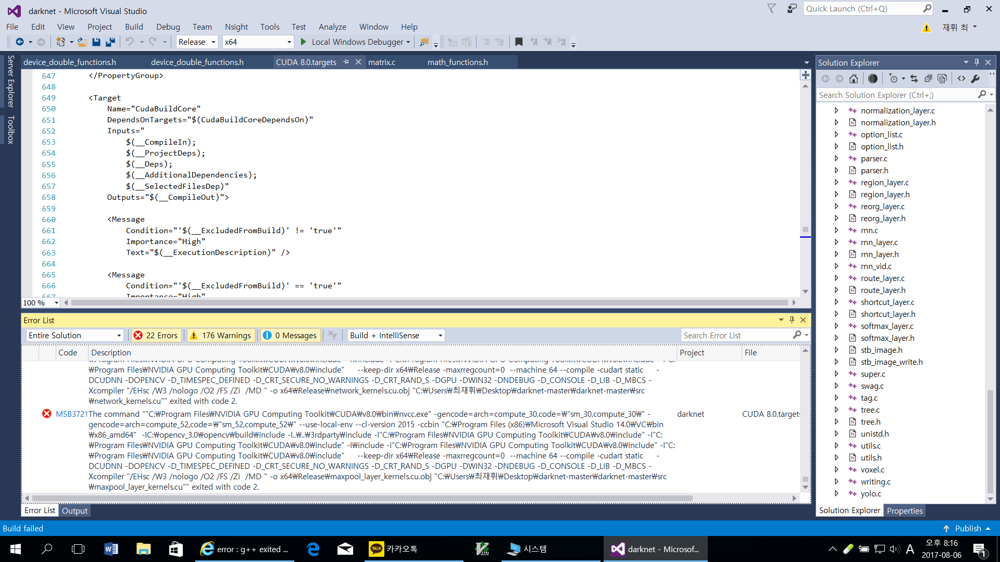 darknet - Microsoft Visual Studio
Quick Launch (Ctrl+Q)
File Edit View Project Build Debug Team Nsight Tools Test Analyze Window Help
재휘 최
Release x64 Local Windows Debugger
Server Explorer
Toolbox
device_double_functions.h device_double_functions.h CUDA 8.0.targets matrix.c math_functions.h
647 </PropertyGroup>
648
649 <Target
650 Name="CudaBuildCore"
651 DependsOnTargets="$(CudaBuildCoreDependsOn)"
652 Inputs="
653 $(__CompileIn);
654 $(__ProjectDeps);
655 $(__Deps);
656 $(__AdditionalDependencies);
657 $(__SelectedFilesDep)"
658 Outputs="$(__CompileOut)">
659
660 <Message
661 Condition="'$(__ExcludedFromBuild)' != 'true'"
662 Importance="High"
663 Text="$(__ExecutionDescription)" />
664
665 <Message
666 Condition="'$(__ExcludedFromBuild)' == 'true'"
667 Importance="High"
100 %
Error List
Entire Solution 22 Errors 176 Warnings 0 Messages Build + IntelliSense Search Error List
Code Description Project File
₩Program Files₩NVIDIA GPU Computing Toolkit₩CUDA₩v8.0₩include" --keep-dir x64₩Release -maxrregcount=0 --machine 64 --compile -cudart static -
DCUDNN -DOPENCV -D_TIMESPEC_DEFINED -D_CRT_SECURE_NO_WARNINGS -D_CRT_RAND_S -DGPU -DWIN32 -DNDEBUG -D_CONSOLE -D_LIB -D_MBCS -
Xcompiler "/EHsc /W3 /nologo /O2 /FS /Zi /MD " -o x64₩Release₩network_kernels.cu.obj "C:₩Users₩최재휘₩Desktop₩darknet-master₩darknet-master₩src
₩network_kernels.cu"" exited with code 2.
MSB3721 The command ""C:₩Program Files₩NVIDIA GPU Computing Toolkit₩CUDA₩v8.0₩bin₩nvcc.exe" -gencode=arch=compute_30,code=₩"sm_30,compute_30₩" - darknet CUDA 8.0.targets
gencode=arch=compute_52,code=₩"sm_52,compute_52₩" --use-local-env --cl-version 2015 -ccbin "C:₩Program Files (x86)₩Microsoft Visual Studio 14.0₩VC₩bin
₩x86_amd64" -IC:₩opencv_3.0₩opencv₩build₩include -I..₩..₩3rdparty₩include -I"C:₩Program Files₩NVIDIA GPU Computing Toolkit₩CUDA₩v8.0₩include" -I"C:
₩Program Files₩NVIDIA GPU Computing Toolkit₩CUDA₩v8.0₩include" -I₩include -I"C:₩Program Files₩NVIDIA GPU Computing Toolkit₩CUDA₩v8.0₩include" -I"C:
₩Program Files₩NVIDIA GPU Computing Toolkit₩CUDA₩v8.0₩include" --keep-dir x64₩Release -maxrregcount=0 --machine 64 --compile -cudart static -
DCUDNN -DOPENCV -D_TIMESPEC_DEFINED -D_CRT_SECURE_NO_WARNINGS -D_CRT_RAND_S -DGPU -DWIN32 -DNDEBUG -D_CONSOLE -D_LIB -D_MBCS -
Xcompiler "/EHsc /W3 /nologo /O2 /FS /Zi /MD " -o x64₩Release₩maxpool_layer_kernels.cu.obj "C:₩Users₩최재휘₩Desktop₩darknet-master₩darknet-master₩src
₩maxpool_layer_kernels.cu"" exited with code 2.
Error List Output
Solution Explorer
Search Solution Explorer (Ctrl+;)
normalization_layer.c
normalization_layer.h
option_list.c
option_list.h
parser.c
parser.h
region_layer.c
region_layer.h
reorg_layer.c
reorg_layer.h
rnn.c
rnn_layer.c
rnn_layer.h
rnn_vid.c
route_layer.c
route_layer.h
shortcut_layer.c
shortcut_layer.h
softmax_layer.c
softmax_layer.h
stb_image.h
stb_image_write.h
super.c
swag.c
tag.c
tree.c
tree.h
unistd.h
utils.c
utils.h
voxel.c
writing.c
yolo.c
Solution Explorer Properties
Build failed Publish
error : g++ exited ... TALK 카카오톡 시스템 darknet - Microsof... A 오후 8:16
2017-08-06 1